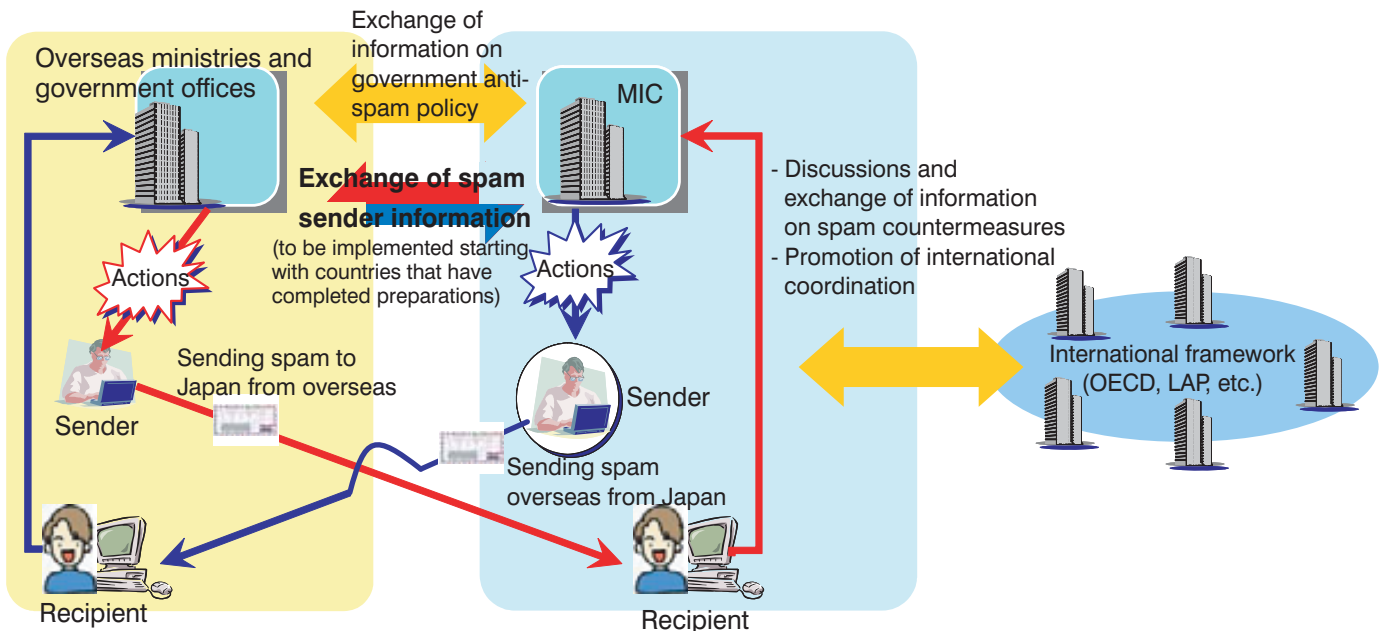 Overseas ministries and
government offices
Exchange of
information on
government anti-
spam policy
MIC
Exchange of spam
sender information
(to be implemented starting
with countries that have
completed preparations)
Actions
Actions
- Discussions and
exchange of information
on spam countermeasures
- Promotion of international
coordination
International framework
(OECD, LAP, etc.)
Sending spam to
Japan from overseas
Sender
Sender
Sending spam
overseas from Japan
Recipient
Recipient